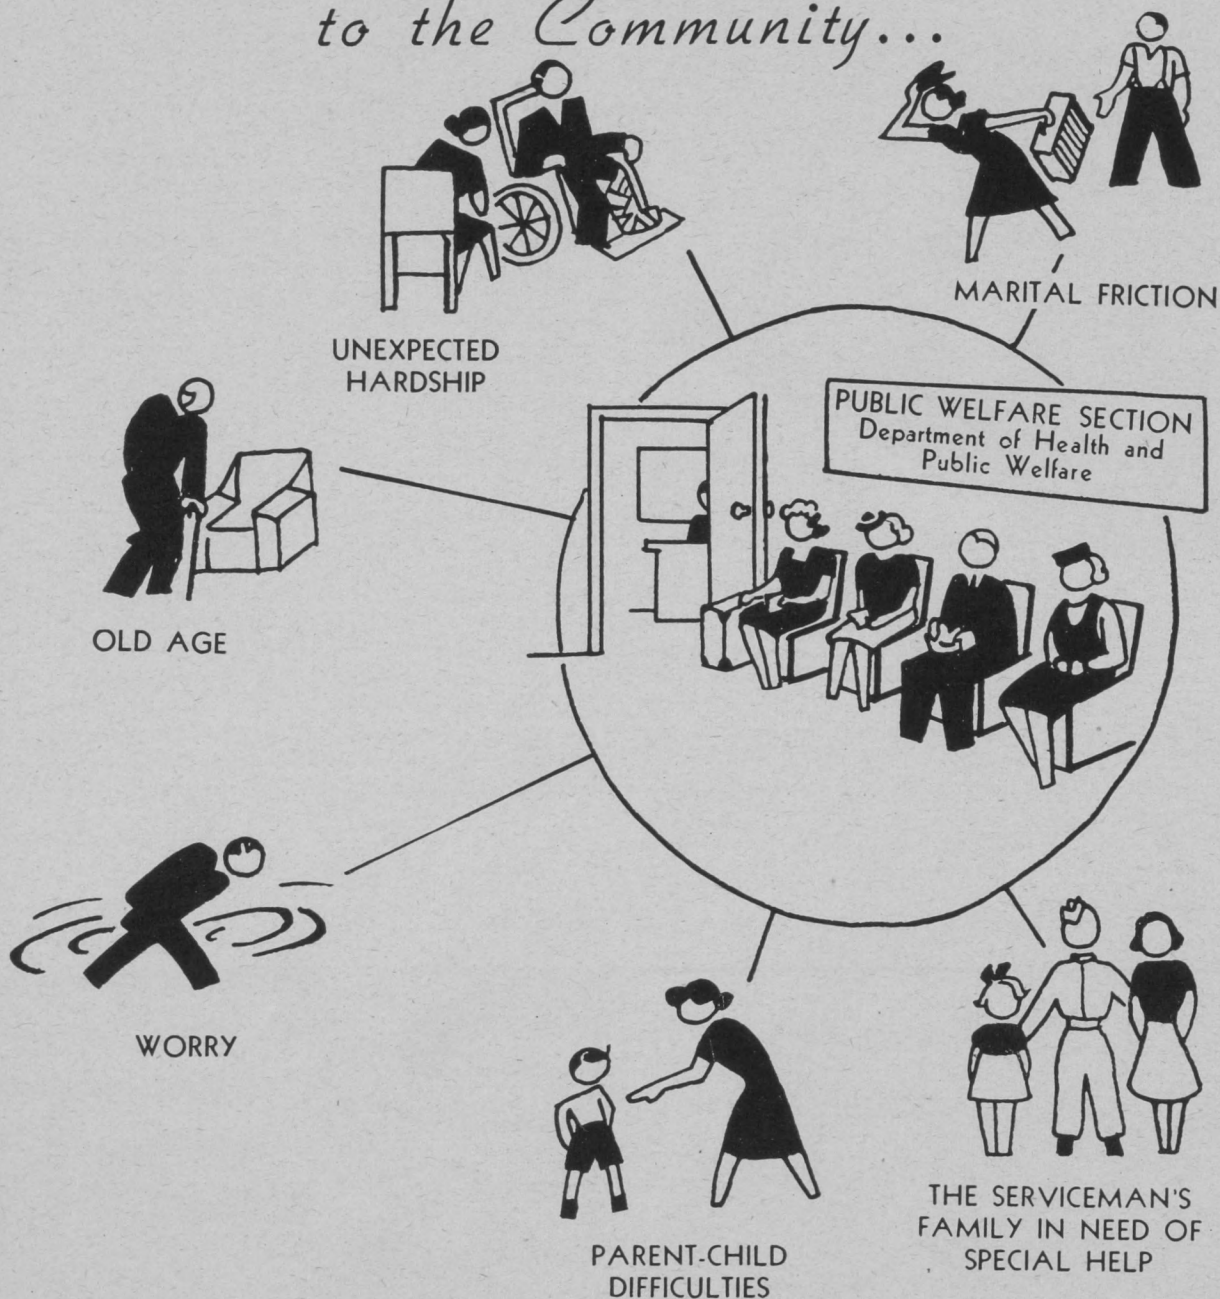 to the Community...
MARITAL FRICTION
UNEXPECTED
HARDSHIP
PUBLIC WELFARE SECTION
Department of Health and
Public Welfare
OLD AGE
WORRY
THE SERVICEMAN'S
FAMILY IN NEED OF
SPECIAL HELP
PARENT-CHILD
DIFFICULTIES